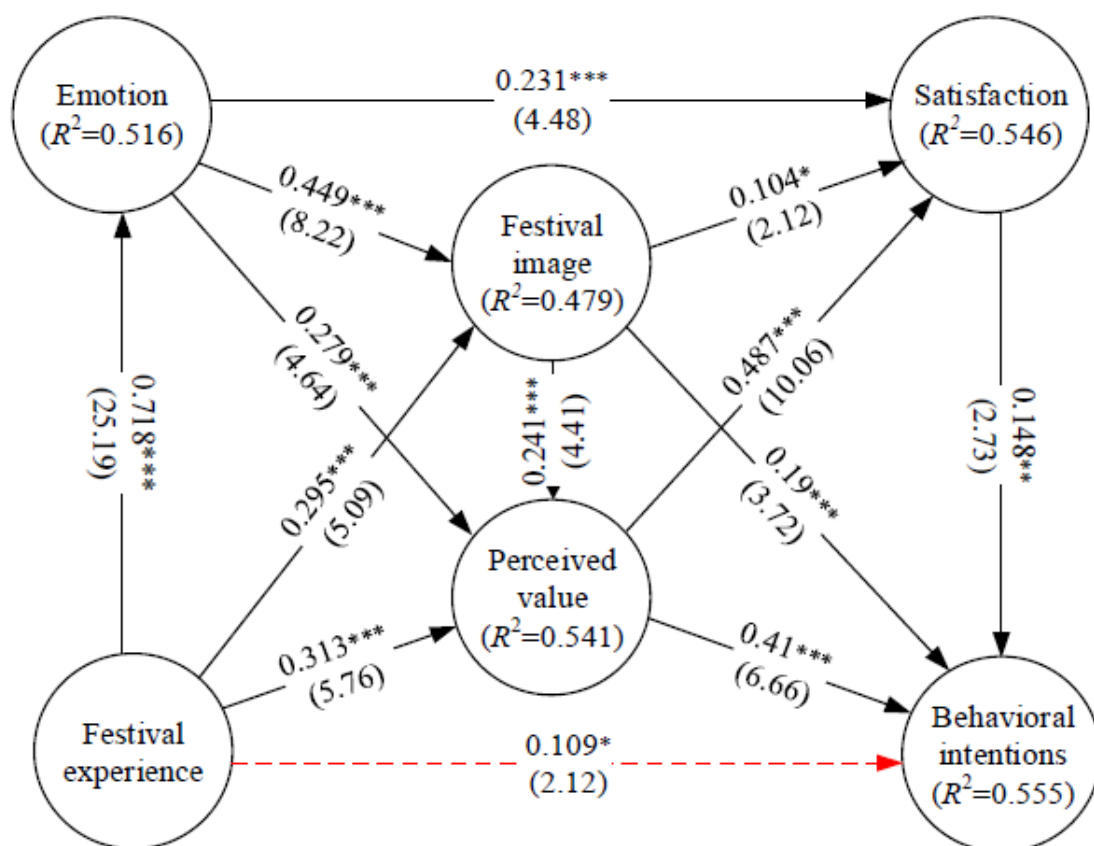 Emotion
(R²=0.516)
0.231***
(4.48)
Satisfaction
(R²=0.546)
0.449***
(8.22)
Festival
image
(R²=0.479)
0.104*
(2.12)
0.279***
(4.64)
0.487***
(10.06)
0.718****
(25.19)
0.295***
(5.09)
0.241***
(4.41)
0.19***
(3.72)
0.148**
(2.73)
Perceived
value
(R²=0.541)
0.313***
(5.76)
0.41***
(6.66)
Festival
experience
0.109*
(2.12)
Behavioral
intentions
(R²=0.555)